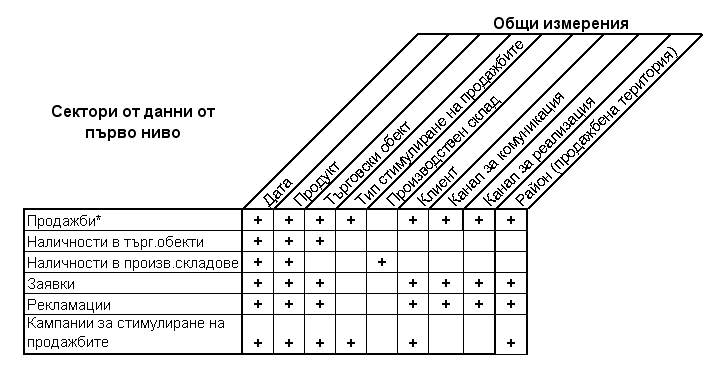 Общи измерения
Сектори от данни от
първо ниво
Дата
Продукт
Търговски обект
Тип стимулиране на продажбите
Производствен склад
Клиент
Канал за комуникация
Канал за реализация
Район (продажбена територия)
Продажби* + + + + + + + +
Наличности в търг.обекти + + +
Наличности в произв.складове + + +
Заявки + + + + + + +
Рекламации + + + + + + +
Кампании за стимулиране на
продажбите + + + + + +